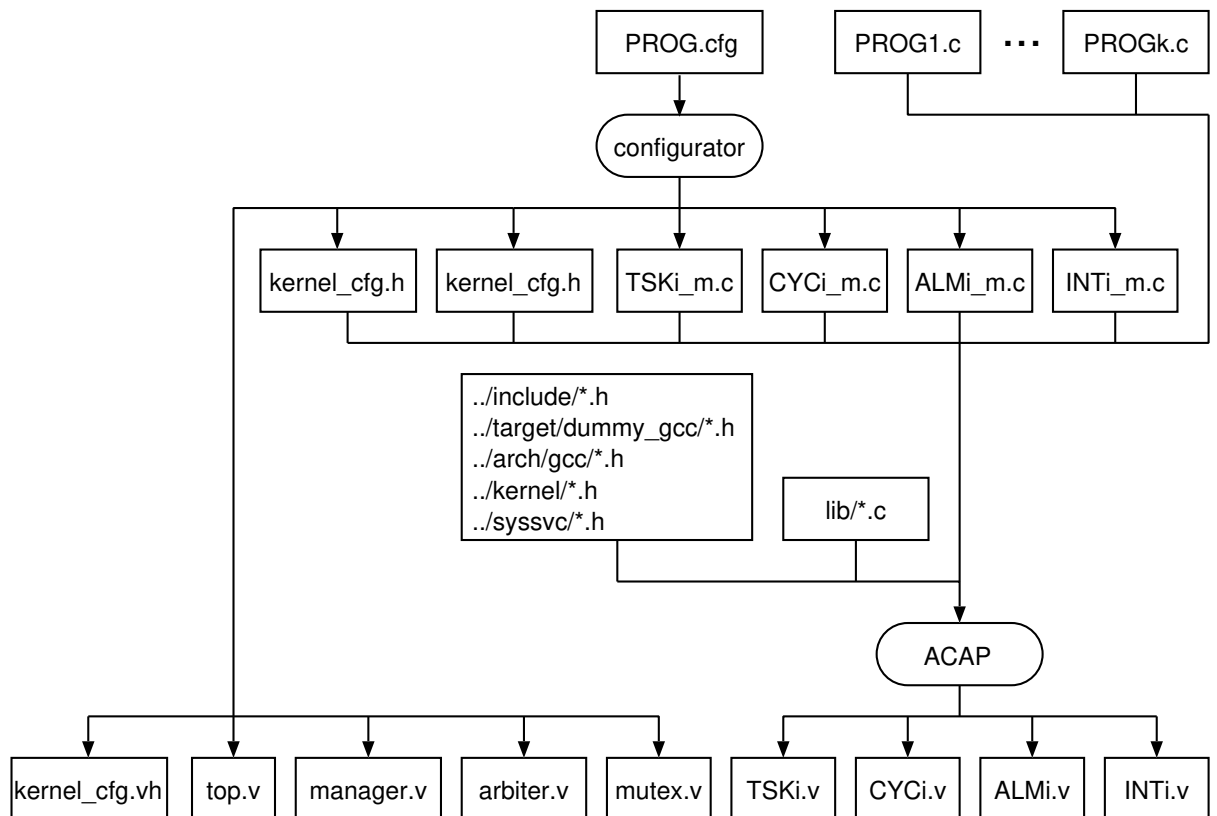 PROG.cfg PROG1.c ... PROGk.c
configurator
kernel_cfg.h kernel_cfg.h TSKi_m.c CYCi_m.c ALMi_m.c INTi_m.c
../include/*.h
../target/dummy_gcc/*.h
../arch/gcc/*.h
../kernel/*.h
../syssvc/*.h
lib/*.c
ACAP
kernel_cfg.vh top.v manager.v arbiter.v mutex.v TSKi.v CYCi.v ALMi.v INTi.v